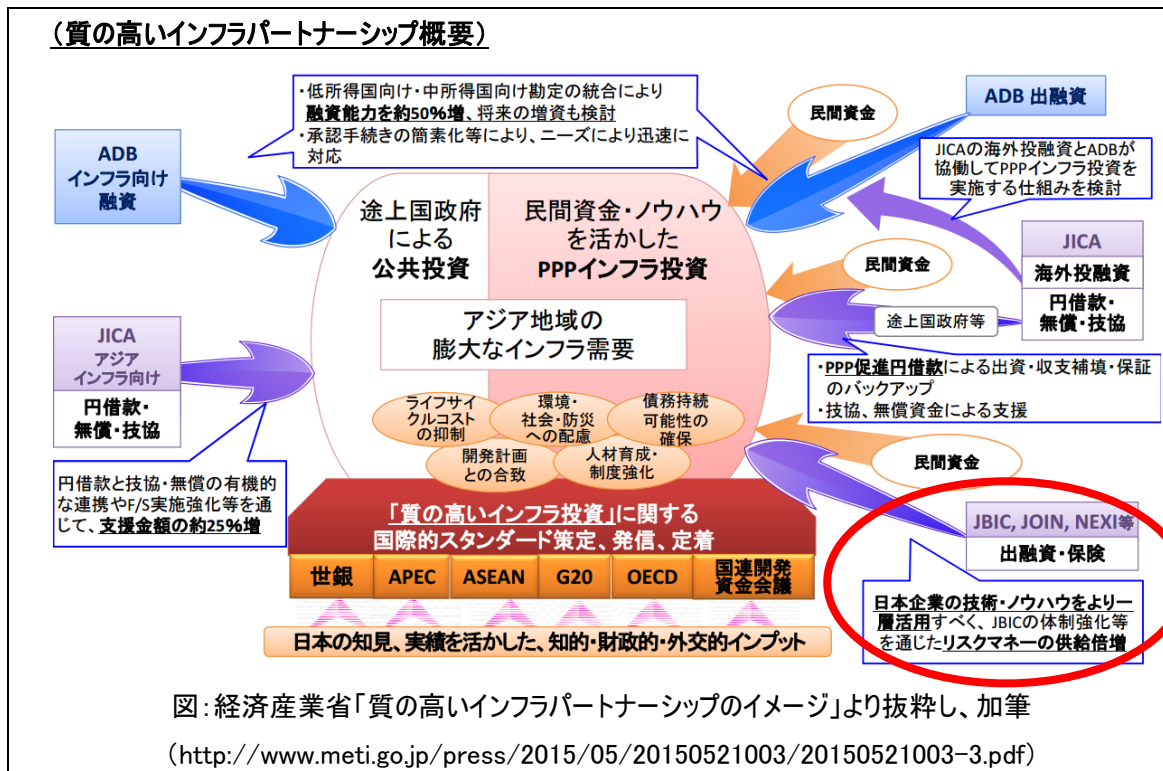 (質の高いインフラパートナーシップ概要)
・低所得国向け・中所得国向け勘定の統合により
融資能力を約50%増、将来の増資も検討
・承認手続きの簡素化等により、ニーズにより迅速に
対応
民間資金
ADB 出融資
ADB
インフラ向け
融資
JICAの海外投融資とADBが
協働してPPPインフラ投資を
実施する仕組みを検討
途上国政府
による
公共投資
民間資金・ノウハウ
を活かした
PPPインフラ投資
JICA
海外投融資
円借款・
無償・技協
民間資金
途上国政府等
アジア地域の
膨大なインフラ需要
JICA
アジア
インフラ向け
円借款・
無償・技協
・PPP促進円借款による出資・収支補填・保証
のバックアップ
・技協、無償資金による支援
ライフサイ
クルコスト
の抑制
環境・
社会・防災
への配慮
債務持続
可能性の
確保
開発計画
との合致
人材育成・
制度強化
民間資金
円借款と技協・無償の有機的
な連携やF/S実施強化等を通
じて、支援金額の約25%増
「質の高いインフラ投資」に関する
国際的スタンダード策定、発信、定着
JBIC, JOIN, NEXI等
出融資・保険
世銀
APEC
ASEAN
G20
OECD
国連開発
資金会議
日本企業の技術・ノウハウをより一
層活用すべく、JBICの体制強化等
を通じたリスクマネーの供給倍増
日本の知見、実績を活かした、知的・財政的・外交的インプット
図:経済産業省「質の高いインフラパートナーシップのイメージ」より抜粋し、加筆
(http://www.meti.go.jp/press/2015/05/20150521003/20150521003-3.pdf)